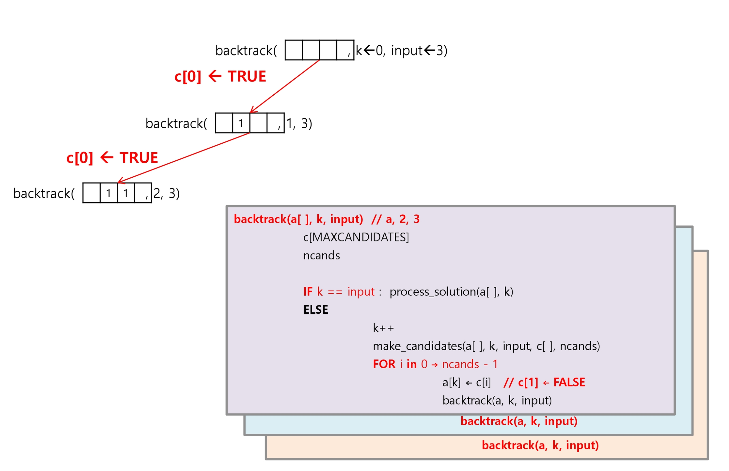 backtrack( , k←0, input←3)
c[0] ← TRUE
backtrack( 1 , 1, 3)
c[0] ← TRUE
backtrack( 1 1 , 2, 3)
backtrack(a[ ], k, input) // a, 2, 3
c[MAXCANDIDATES]
ncands
IF k == input : process_solution(a[ ], k)
ELSE
k++
make_candidates(a[ ], k, input, c[ ], ncands)
FOR i in 0 → ncands - 1
a[k] ← c[i] // c[1] ← FALSE
backtrack(a, k, input)
backtrack(a, k, input)
backtrack(a, k, input)